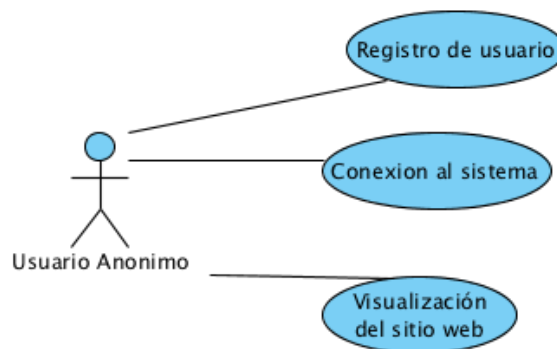 Registro de usuario
Conexion al sistema
Usuario Anonimo
Visualización
del sitio web